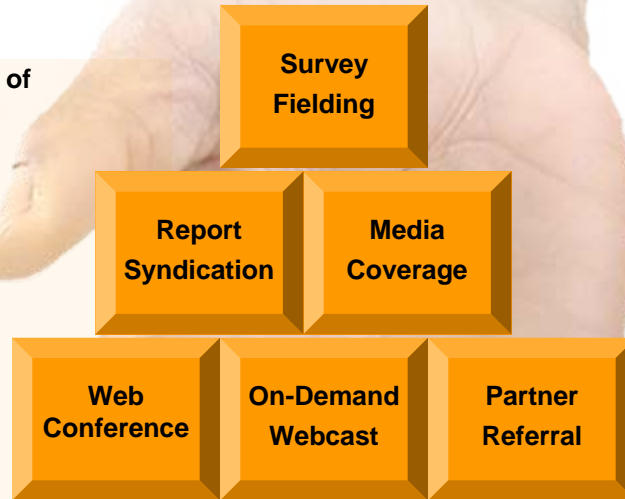 of
Survey
Fielding
Report
Syndication
Media
Coverage
Web
Conference
On-Demand
Webcast
Partner
Referral